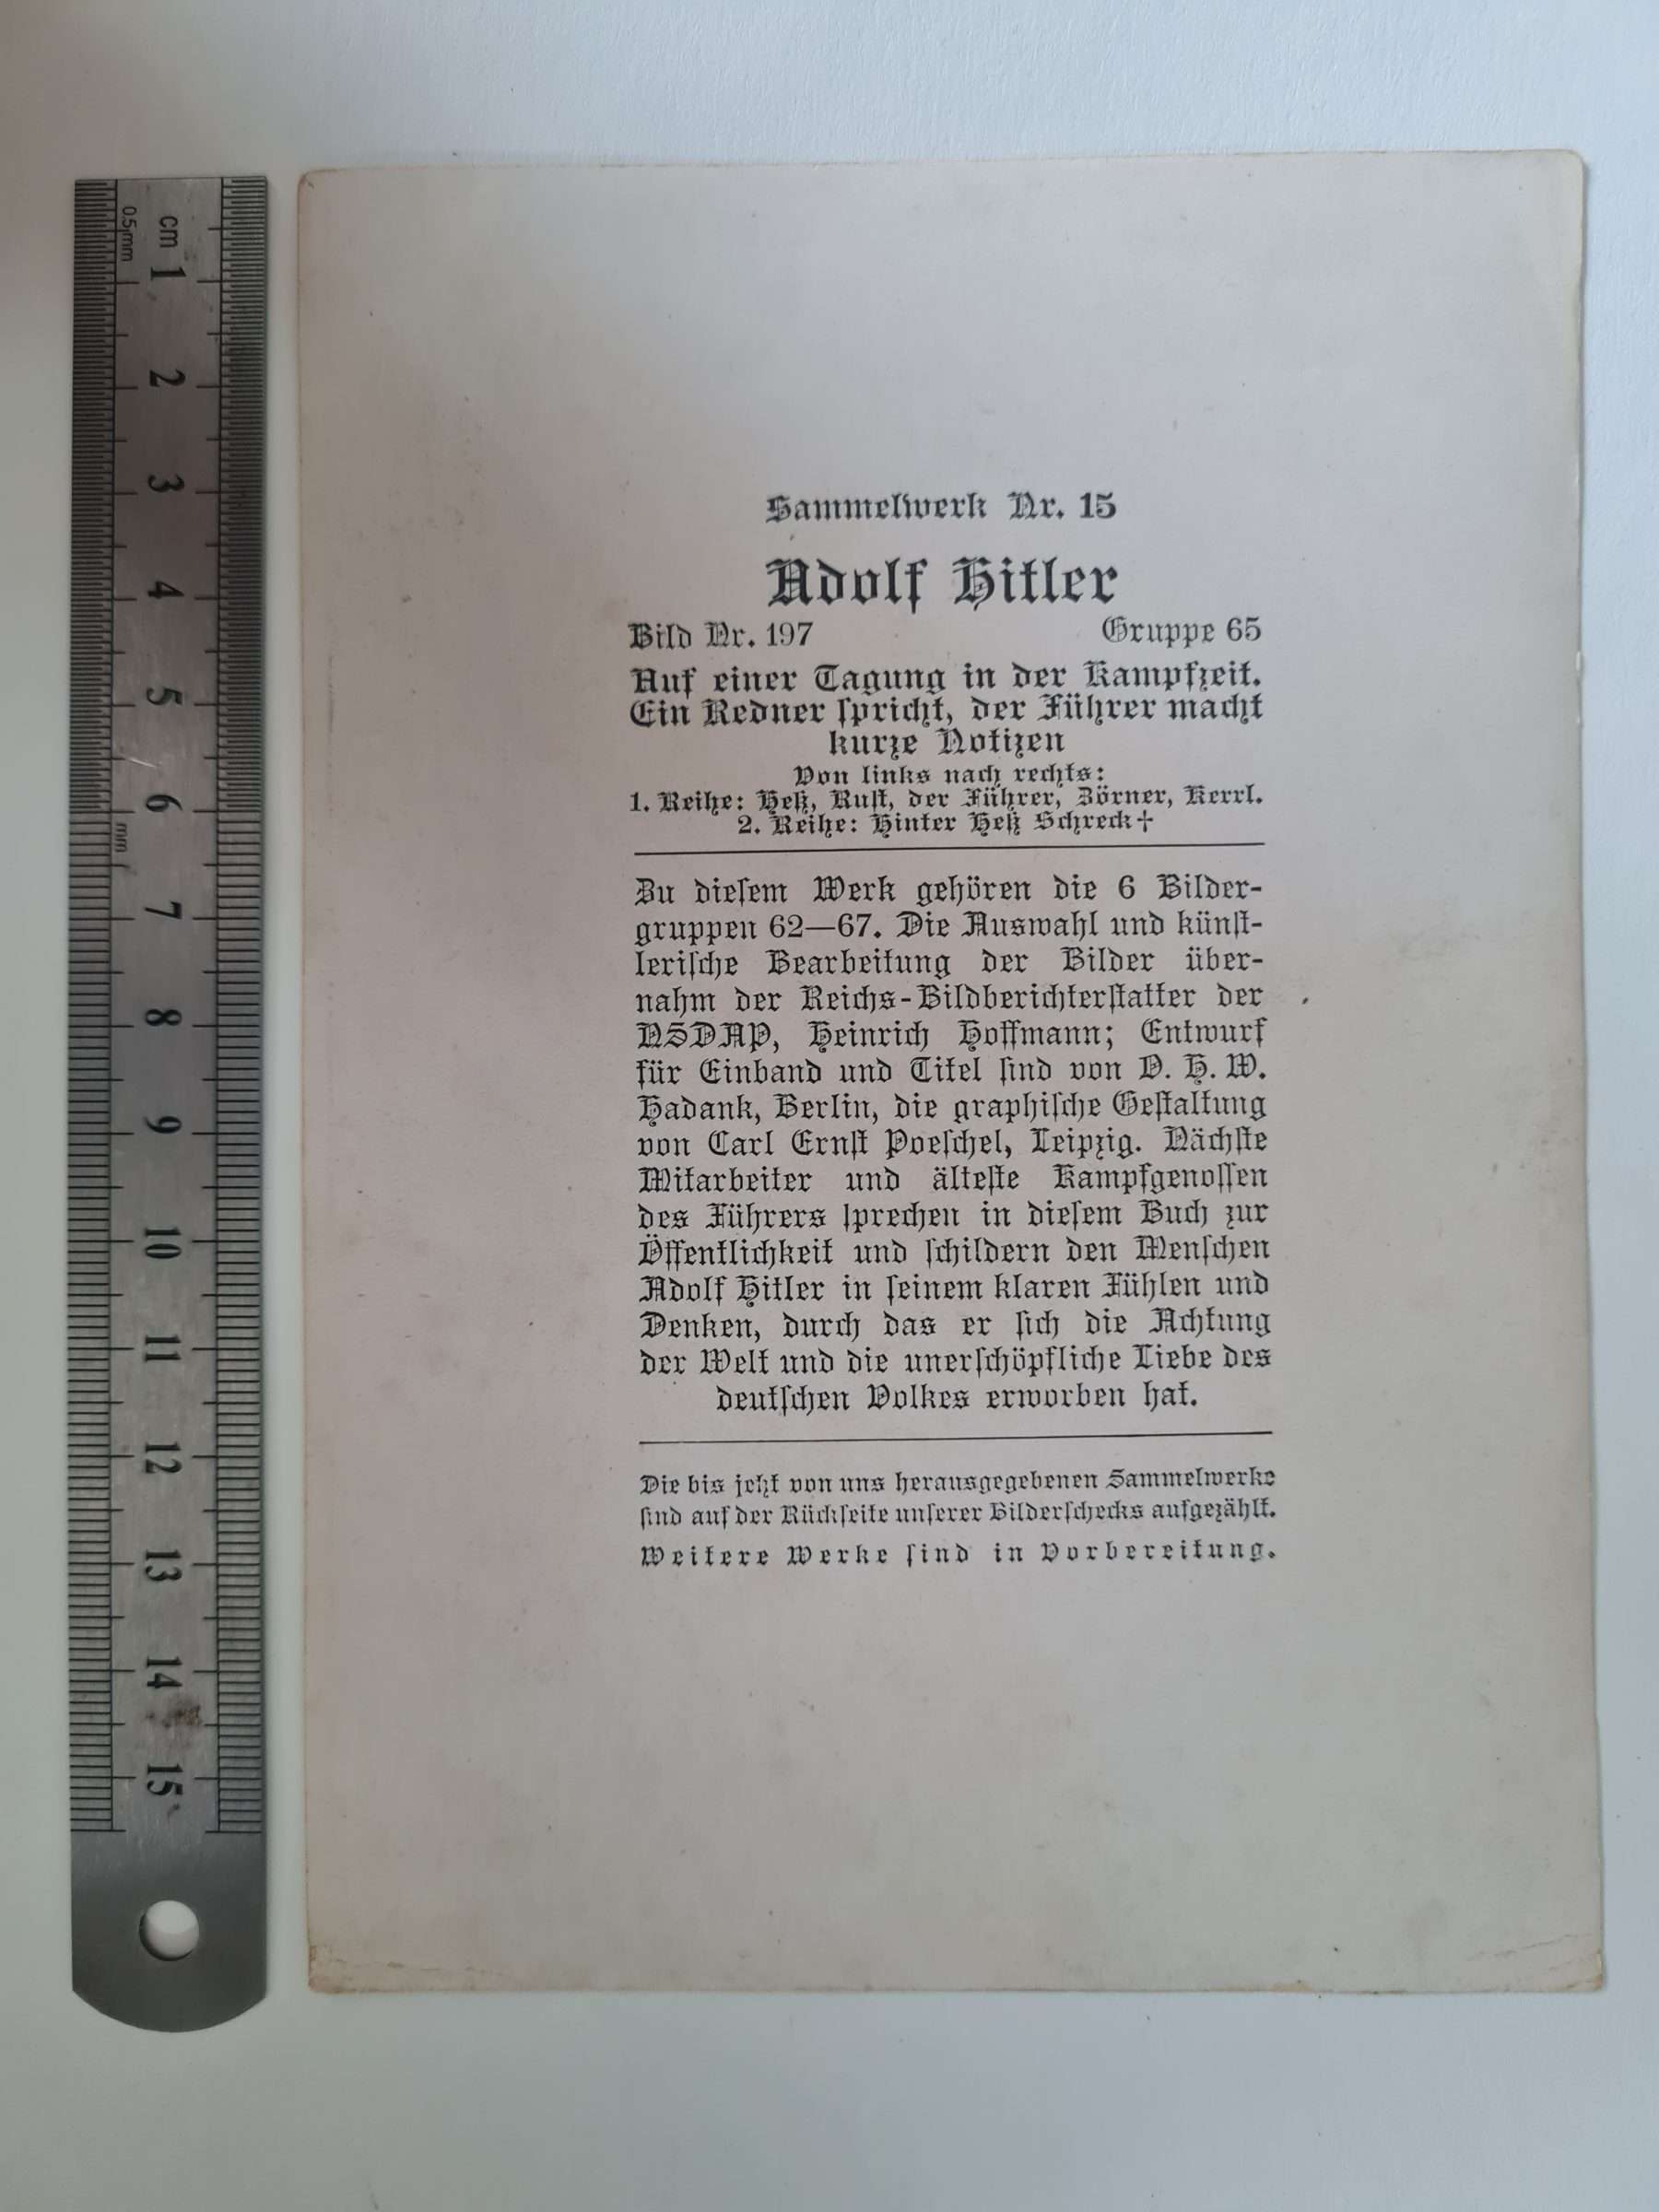 cm
0.5mm
1
2
3
4
5
6
mm
7
8
9
10
11
12
13
14
15
Sammelwerk Nr. 15
Adolf Hitler
Bild Nr. 197 Gruppe 65
Auf einer Tagung in der Kampfzeit.
Ein Redner spricht, der Führer macht
kurze Notizen
Von links nach rechts:
1. Reihe: Heß, Rust, der Führer, Zörner, Kerrl.
2. Reihe: Hinter Heß Schreck†
Zu diesem Werk gehören die 6 Bilder-
gruppen 62—67. Die Auswahl und künst-
lerische Bearbeitung der Bilder über-
nahm der Reichs-Bildberichterstatter der
NSDAP, Heinrich Hoffmann; Entwurf
für Einband und Titel sind von O. H. W.
Hadank, Berlin, die graphische Gestaltung
von Carl Ernst Poeschel, Leipzig. Nächste
Mitarbeiter und älteste Kampfgenossen
des Führers sprechen in diesem Buch zur
Öffentlichkeit und schildern den Menschen
Adolf Hitler in seinem klaren Fühlen und
Denken, durch das er sich die Achtung
der Welt und die unerschöpfliche Liebe des
deutschen Volkes erworben hat.
Die bis jetzt von uns herausgegebenen Sammelwerke
sind auf der Rückseite unserer Bilderschecks aufgezählt.
Weitere Werke sind in Vorbereitung.